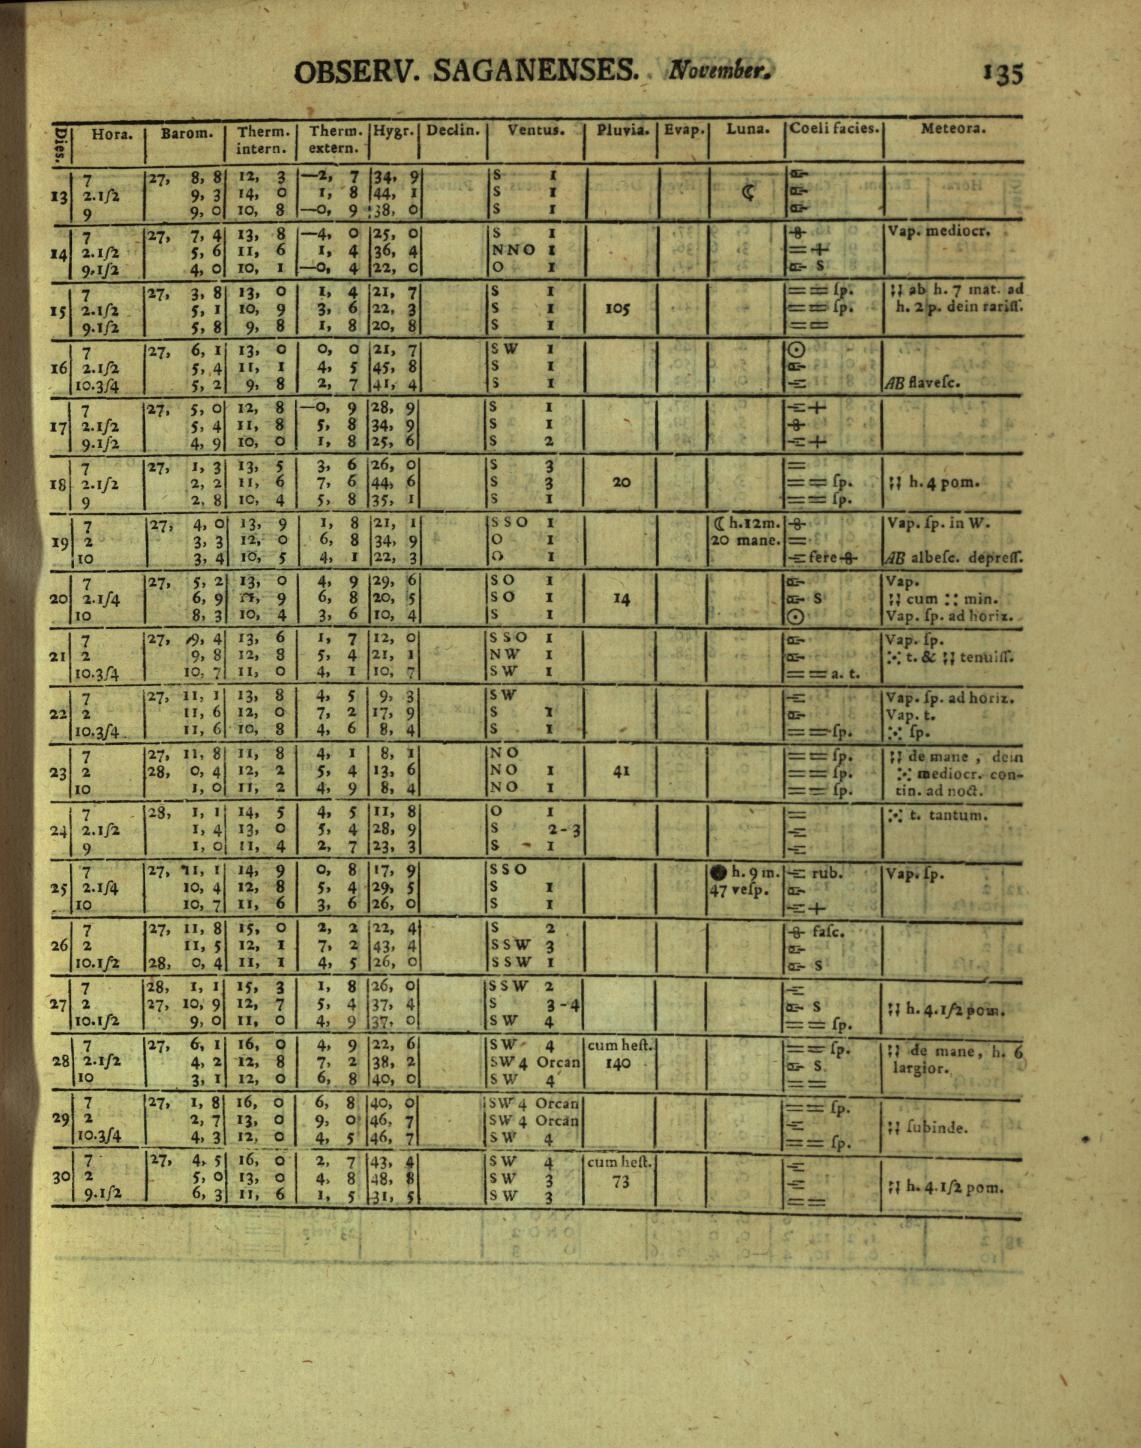 OBSERV. SAGANENSES. November. 135
Dies. Hora. Barom. Therm. intern. Therm. extern. Hygr. Declin. Ventus. Pluvia. Evap. Luna. Coeli facies. Meteora.
13 7 27, 8, 8 12, 3 —2, 7 34, 9 S 1
2.1/2 9, 3 14, 0 1, 8 44, 1 S 1 ☾
9 9, 0 10, 8 —0, 9 38, 0 S 1
14 7 27, 7, 4 13, 8 —4, 0 25, 0 S 1 Vap. mediocr.
2.1/2 5, 6 11, 6 1, 4 36, 4 NNO 1 = +
9.1/2 4, 0 10, 1 —0, 4 22, 0 O 1 S
15 7 27, 3, 8 13, 0 1, 4 21, 7 S 1 = = ſp. ;; ab h. 7 mat. ad
2.1/2 5, 1 10, 9 3, 6 22, 3 S 1 105 = = ſp. h. 2 p. dein rariſſ.
9.1/2 5, 8 9, 8 1, 8 20, 8 S 1 = =
16 7 27, 6, 1 13, 0 0, 0 21, 7 SW 1 ☉
2.1/2 5, 4 11, 1 4, 5 45, 8 S 1
10.3/4 5, 2 9, 8 2, 7 41, 4 S 1 AB flaveſc.
17 7 27, 5, 0 12, 8 —0, 9 28, 9 S 1 +
2.1/2 5, 4 11, 8 5, 8 34, 9 S 1
9.1/2 4, 9 10, 0 1, 8 25, 6 S 2 +
18 7 27, 1, 3 13, 5 3, 6 26, 0 S 3 =
2.1/2 2, 2 11, 6 7, 6 44, 6 S 3 20 = = ſp. ;; h. 4 pom.
9 2, 8 10, 4 5, 8 35, 1 S 1 = = ſp.
19 7 27, 4, 0 13, 9 1, 8 21, 1 SSO 1 ☾ h.12m. Vap. ſp. in W.
2 3, 3 12, 0 6, 8 34, 9 O 1 20 mane. =
10 3, 4 10, 5 4, 1 22, 3 O 1 fere AB albeſc. depreſſ.
20 7 27, 5, 2 13, 0 4, 9 29, 6 SO 1 Vap.
2.1/4 6, 9 11, 9 6, 8 20, 5 SO 1 14 S ;; cum :: min.
10 8, 3 10, 4 3, 6 10, 4 S 1 ☉ Vap. ſp. ad horiz.
21 7 27, 9, 4 13, 6 1, 7 12, 0 SSO 1 Vap. ſp.
2 9, 8 12, 8 5, 4 21, 1 NW 1 ⁙ t. & ;; tenuiſſ.
10.3/4 10, 7 11, 0 4, 1 10, 7 SW 1 = = a. t.
22 7 27, 11, 1 13, 8 4, 5 9, 3 SW Vap. ſp. ad horiz.
2 11, 6 12, 0 7, 2 17, 9 S 1 Vap. t.
10.3/4 11, 6 10, 8 4, 6 8, 4 S 1 = = ſp. ⁙ ſp.
23 7 27, 11, 8 11, 8 4, 1 8, 1 NO = = ſp. ;; de mane, dein
2 28, 0, 4 12, 2 5, 4 13, 6 NO 1 41 = = ſp. ⁙ mediocr. con-
10 1, 0 11, 2 4, 9 8, 4 NO 1 = = ſp. tin. ad noct.
24 7 28, 1, 1 14, 5 4, 5 11, 8 O 1 = ⁙ t. tantum.
2.1/2 1, 4 13, 0 5, 4 28, 9 S 2-3
9 1, 0 11, 4 2, 7 23, 3 S 1
25 7 27, 11, 1 14, 9 0, 8 17, 9 SSO ● h. 9 m. rub. Vap. ſp.
2.1/4 10, 4 12, 8 5, 4 29, 5 S 1 47 veſp.
10 10, 7 11, 6 3, 6 26, 0 S 1 +
26 7 27, 11, 8 15, 0 2, 2 22, 4 S 2 faſc.
2 11, 5 12, 1 7, 2 43, 4 SSW 3
10.1/2 28, 0, 4 11, 1 4, 5 26, 0 SSW 1 S
27 7 28, 1, 1 15, 3 1, 8 26, 0 SSW 2
2 27, 10, 9 12, 7 5, 4 37, 4 S 3-4 S ;; h. 4.1/2 pom.
10.1/2 9, 0 11, 0 4, 9 37, 0 SW 4 = = ſp.
28 7 27, 6, 1 16, 0 4, 9 22, 6 SW 4 cum heſt. = = ſp. ;; de mane, h. 6
2.1/2 4, 2 12, 8 7, 2 38, 2 SW 4 Orcan 140 S largior.
10 3, 1 12, 0 6, 8 40, 0 SW 4 = =
29 7 27, 1, 8 16, 0 6, 8 40, 0 SW 4 Orcan = = ſp.
2 2, 7 13, 0 9, 0 46, 7 SW 4 Orcan ;; ſubinde.
10.3/4 4, 3 12, 0 4, 5 46, 7 SW 4 = = ſp.
30 7 27, 4, 5 16, 0 2, 7 43, 4 SW 4 cum heſt.
2 5, 0 13, 0 4, 8 48, 8 SW 3 73 ;; h. 4.1/2 pom.
9.1/2 6, 3 11, 6 1, 5 31, 5 SW 3 = =